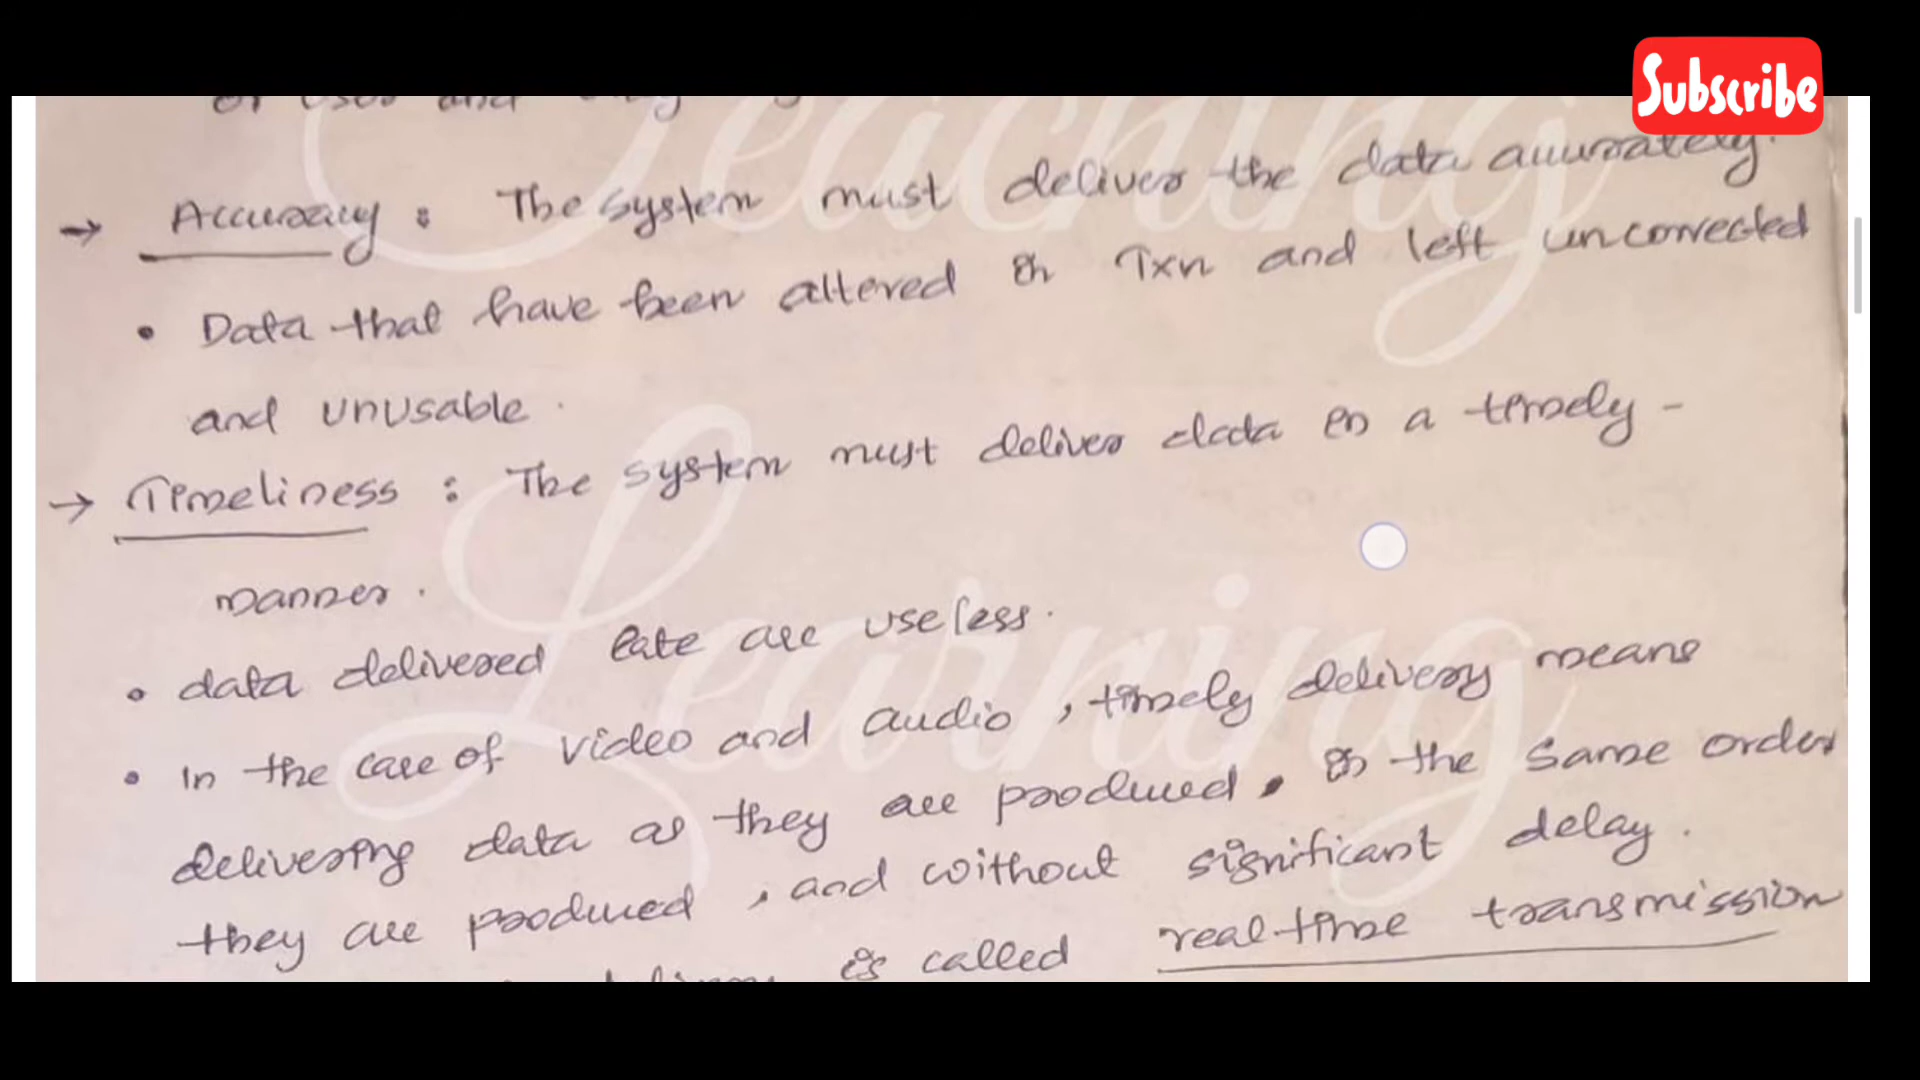 Subscribe
Teaching
→ Accuracy : The system must deliver the data accurately.
• Data that have been altered in Txn and left uncorrected
and unusable.
→ Timeliness : The system must deliver data in a timely -
manner.
Learning
• data delivered late are useless.
• In the case of video and audio, timely delivery means
delivering data as they are produced, in the same order
they are produced, and without significant delay.
is called real-time transmission